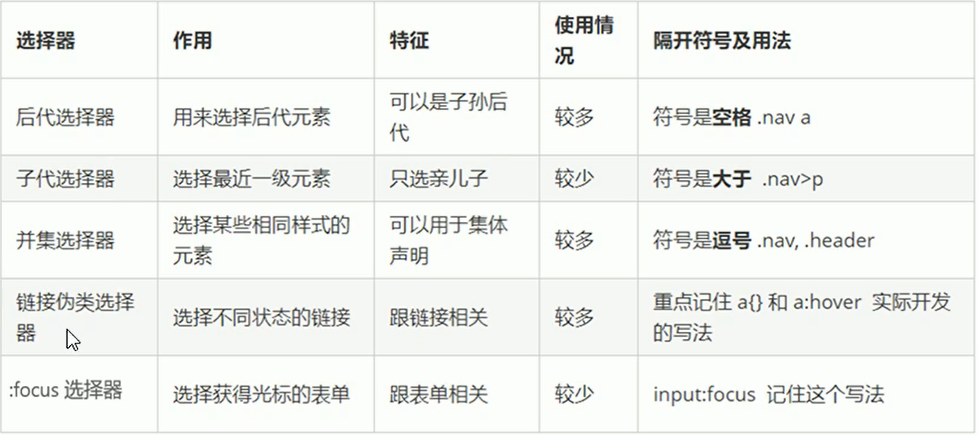 选择器 作用 特征 使用情况 隔开符号及用法
后代选择器 用来选择后代元素 可以是子孙后代 较多 符号是空格 .nav a
子代选择器 选择最近一级元素 只选亲儿子 较少 符号是大于 .nav>p
并集选择器 选择某些相同样式的元素 可以用于集体声明 较多 符号是逗号 .nav, .header
链接伪类选择器 选择不同状态的链接 跟链接相关 较多 重点记住 a{} 和 a:hover 实际开发的写法
:focus 选择器 选择获得光标的表单 跟表单相关 较少 input:focus 记住这个写法